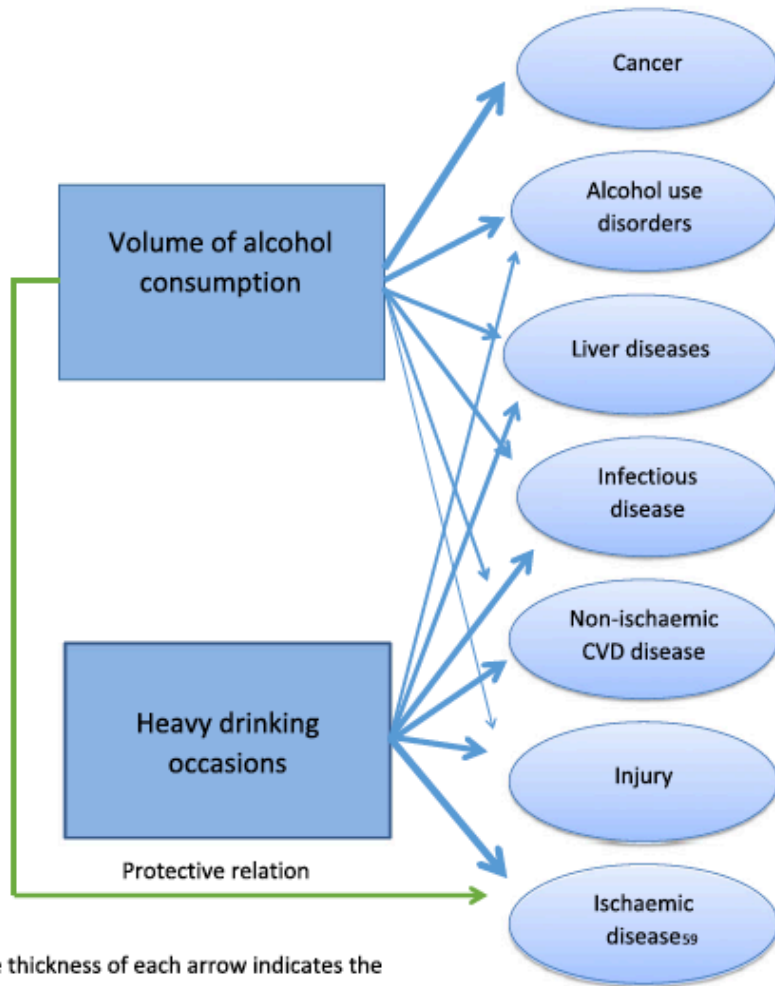 Cancer
Alcohol use
disorders
Volume of alcohol
consumption
Liver diseases
Infectious
disease
Non-ischaemic
CVD disease
Heavy drinking
occasions
Injury
Protective relation
Ischaemic
disease59
thickness of each arrow indicates the